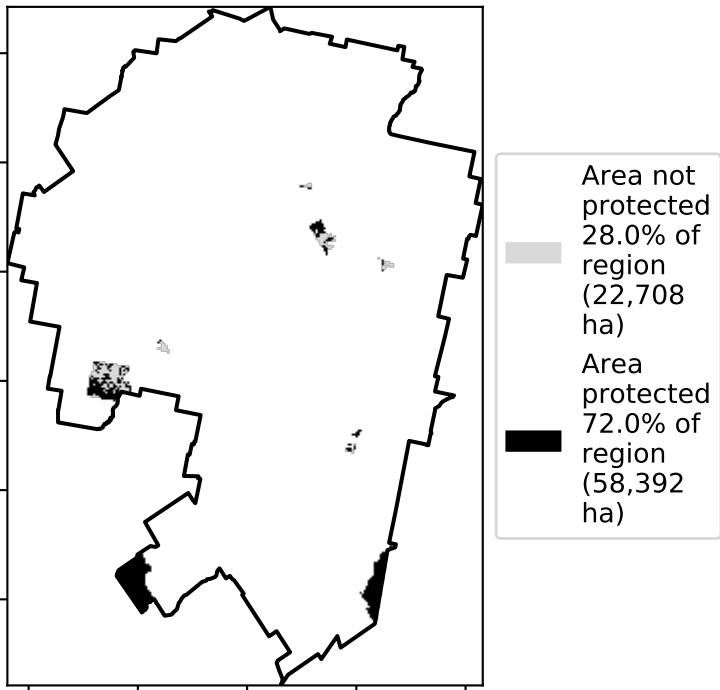 Area not
protected
28.0% of
region
(22,708
ha)
Area
protected
72.0% of
region
(58,392
ha)